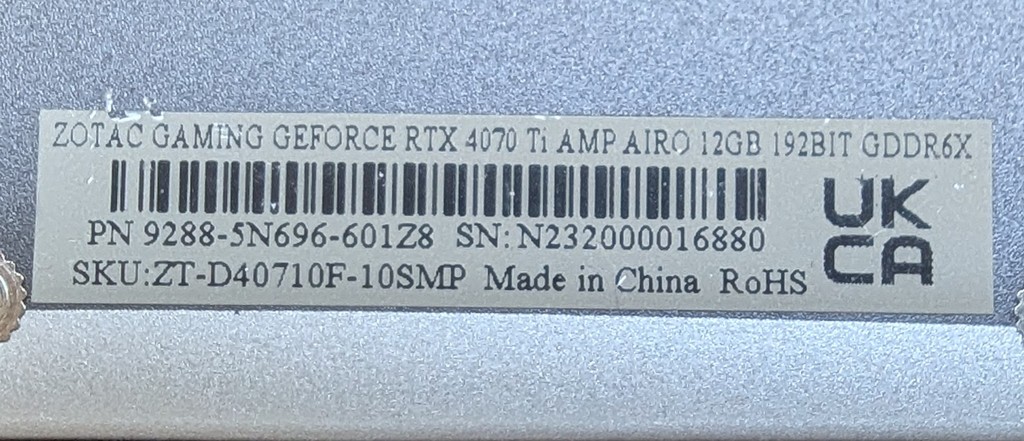 ZOTAC GAMING GEFORCE RTX 4070 Ti AMP AIRO 12GB 192BIT GDDR6X
PN 9288-5N696-601Z8 SN: N232000016880
SKU:ZT-D40710F-10SMP Made in China RoHS
UK
CA